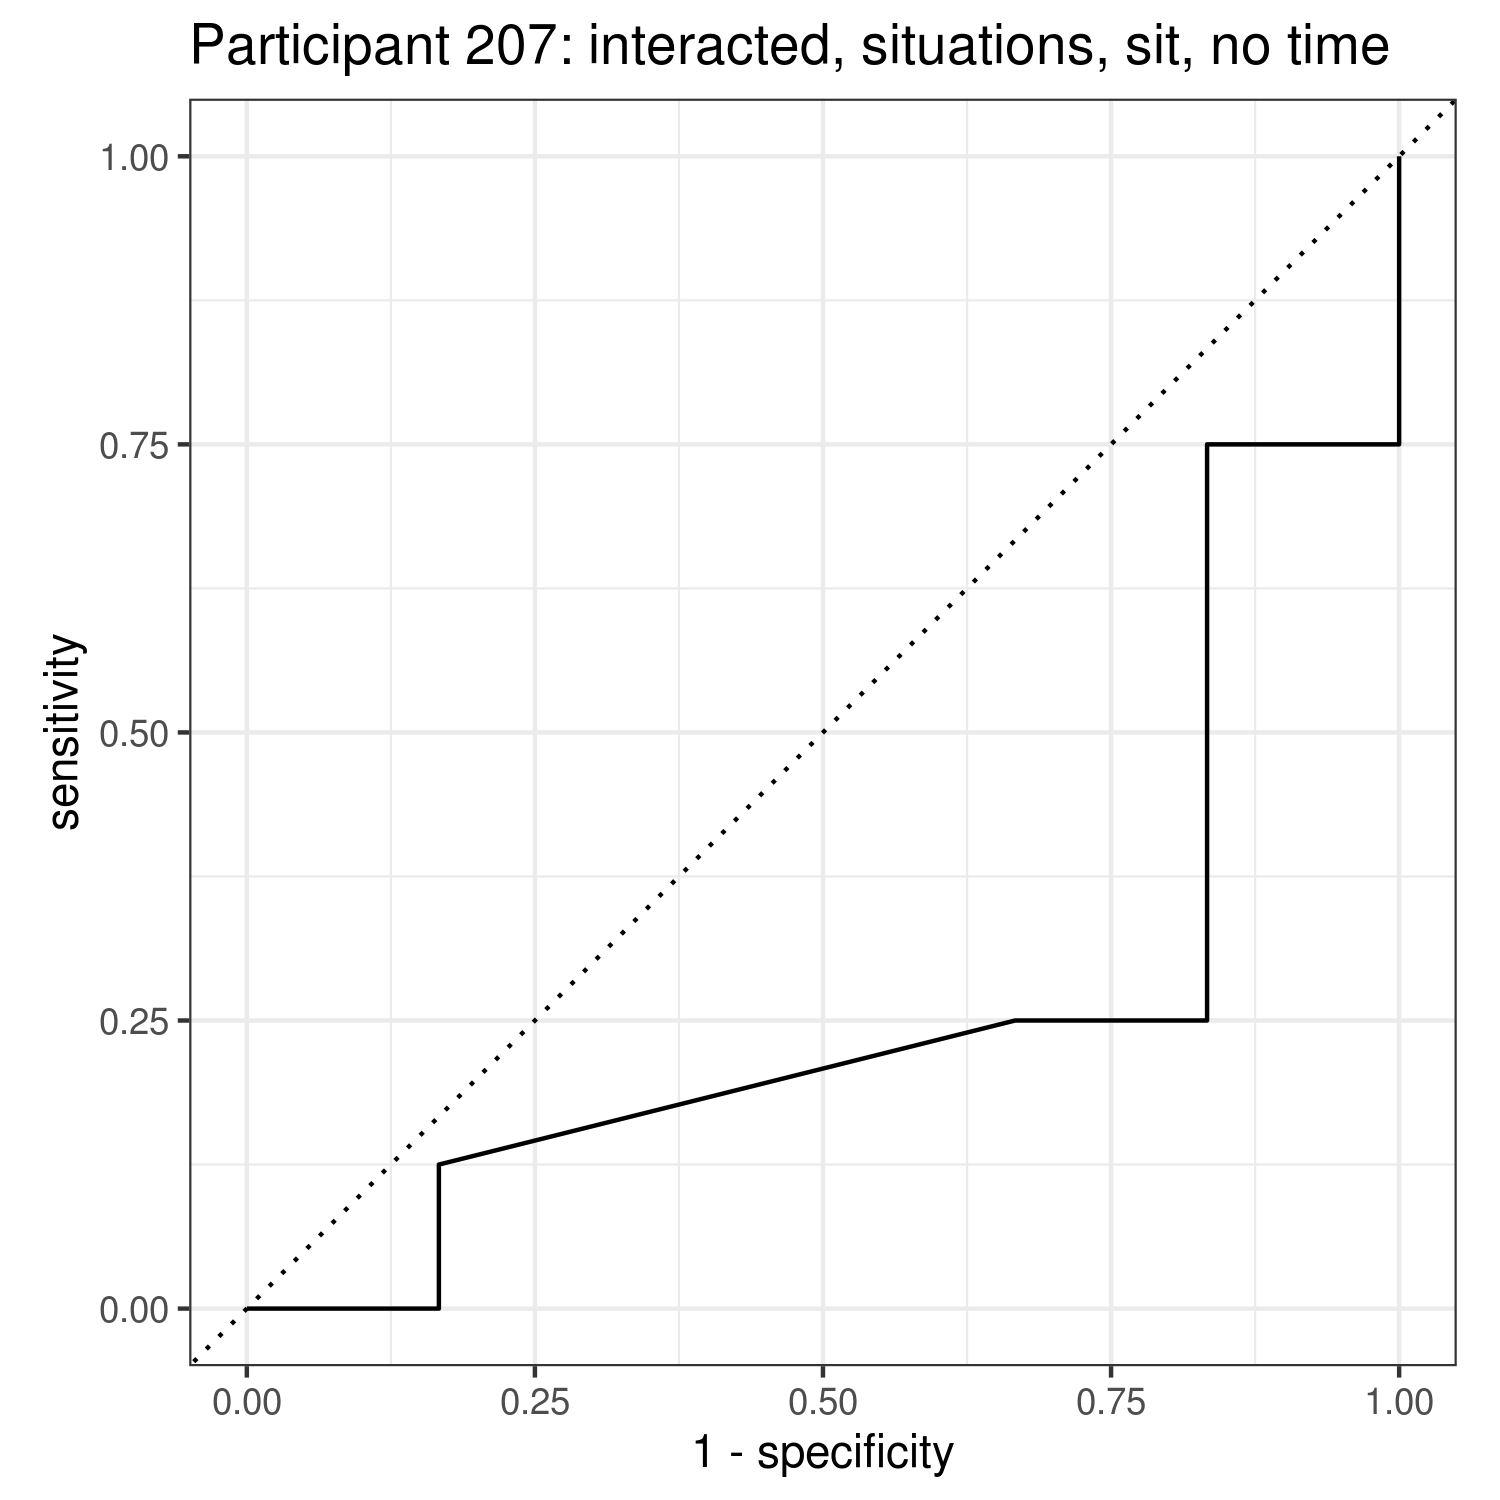 Participant 207: interacted, situations, sit, no time
1.00
0.75
0.50
0.25
0.00
sensitivity
0.00 0.25 0.50 0.75 1.00
1 - specificity